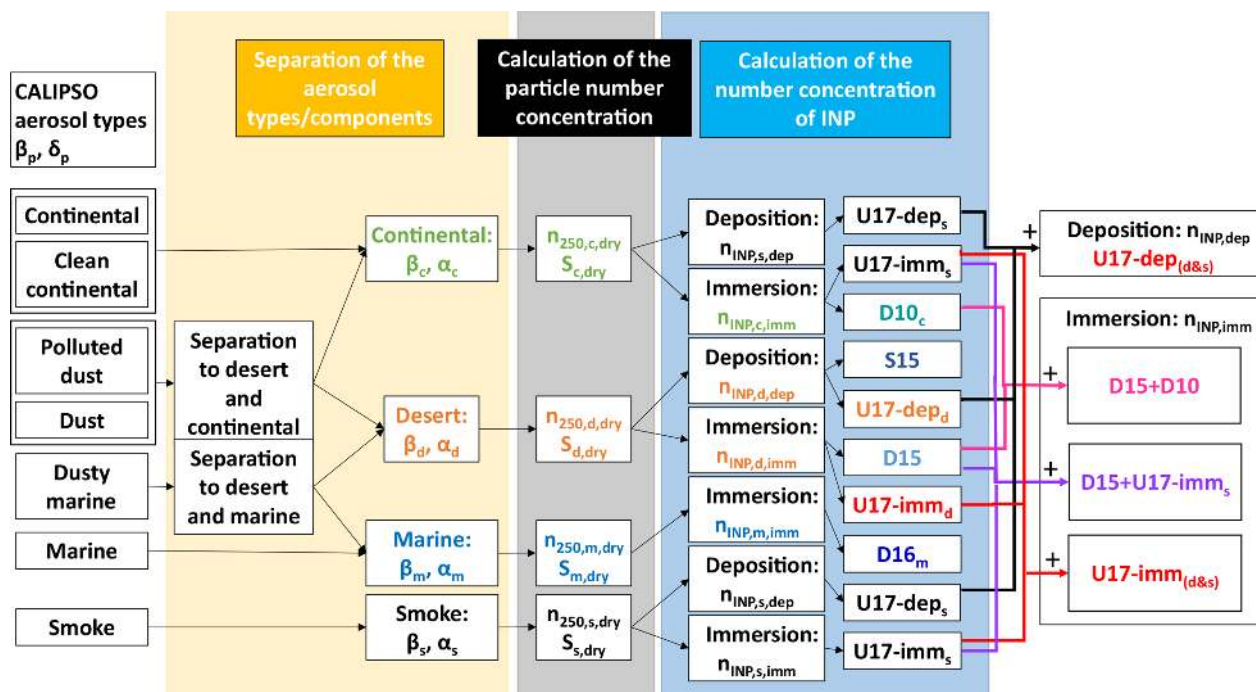 CALIPSO
aerosol types
βp, δp
Separation of the
aerosol
types/components
Calculation of the
particle number
concentration
Calculation of the
number concentration
of INP
Continental
Clean
continental
Polluted
dust
Dust
Dusty
marine
Marine
Smoke
Separation
to desert
and
continental
Separation
to desert
and marine
Continental:
βc, αc
Desert:
βd, αd
Marine:
βm, αm
Smoke:
βs, αs
n250,c,dry
Sc,dry
n250,d,dry
Sd,dry
n250,m,dry
Sm,dry
n250,s,dry
Ss,dry
Deposition:
nINP,s,dep
Immersion:
nINP,c,imm
Deposition:
nINP,d,dep
Immersion:
nINP,d,imm
Immersion:
nINP,m,imm
Deposition:
nINP,s,dep
Immersion:
nINP,s,imm
U17-deps
U17-imms
D10c
S15
U17-depd
D15
U17-immd
D16m
U17-deps
U17-imms
+
Deposition: nINP,dep
U17-dep(d&s)
Immersion: nINP,imm
+
D15+D10
+
D15+U17-imms
+
U17-imm(d&s)